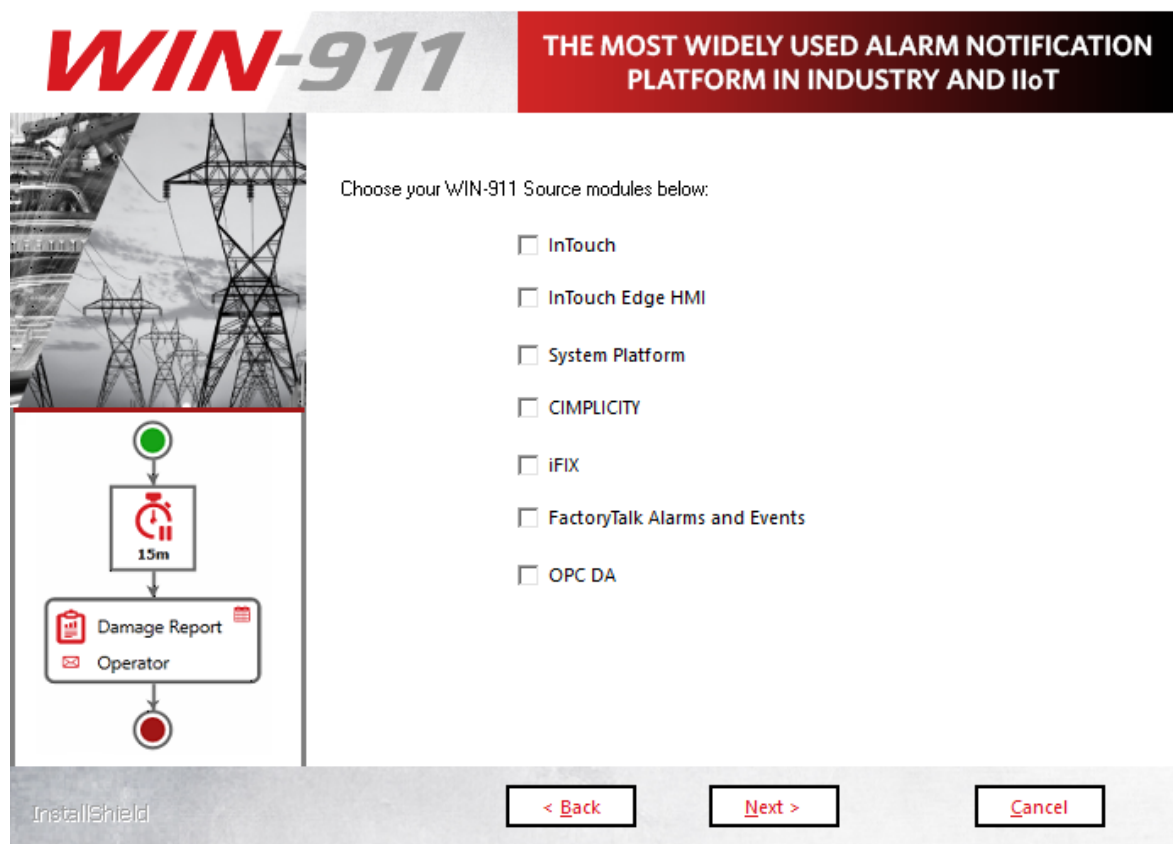 WIN-911
THE MOST WIDELY USED ALARM NOTIFICATION
PLATFORM IN INDUSTRY AND IIoT
Choose your WIN-911 Source modules below:
InTouch
InTouch Edge HMI
System Platform
CIMPLICITY
iFIX
FactoryTalk Alarms and Events
OPC DA
15m
Damage Report
Operator
InstallShield
< Back
Next >
Cancel